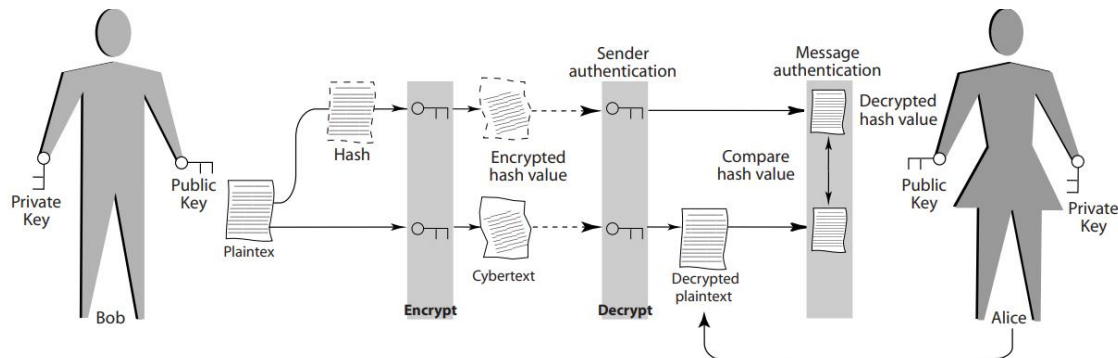 Private
Key
Public
Key
Bob
Plaintex
Hash
Encrypt
Encrypted
hash value
Cybertext
Sender
authentication
Decrypt
Decrypted
plaintext
Message
authentication
Decrypted
hash value
Compare
hash value
Public
Key
Private
Key
Alice